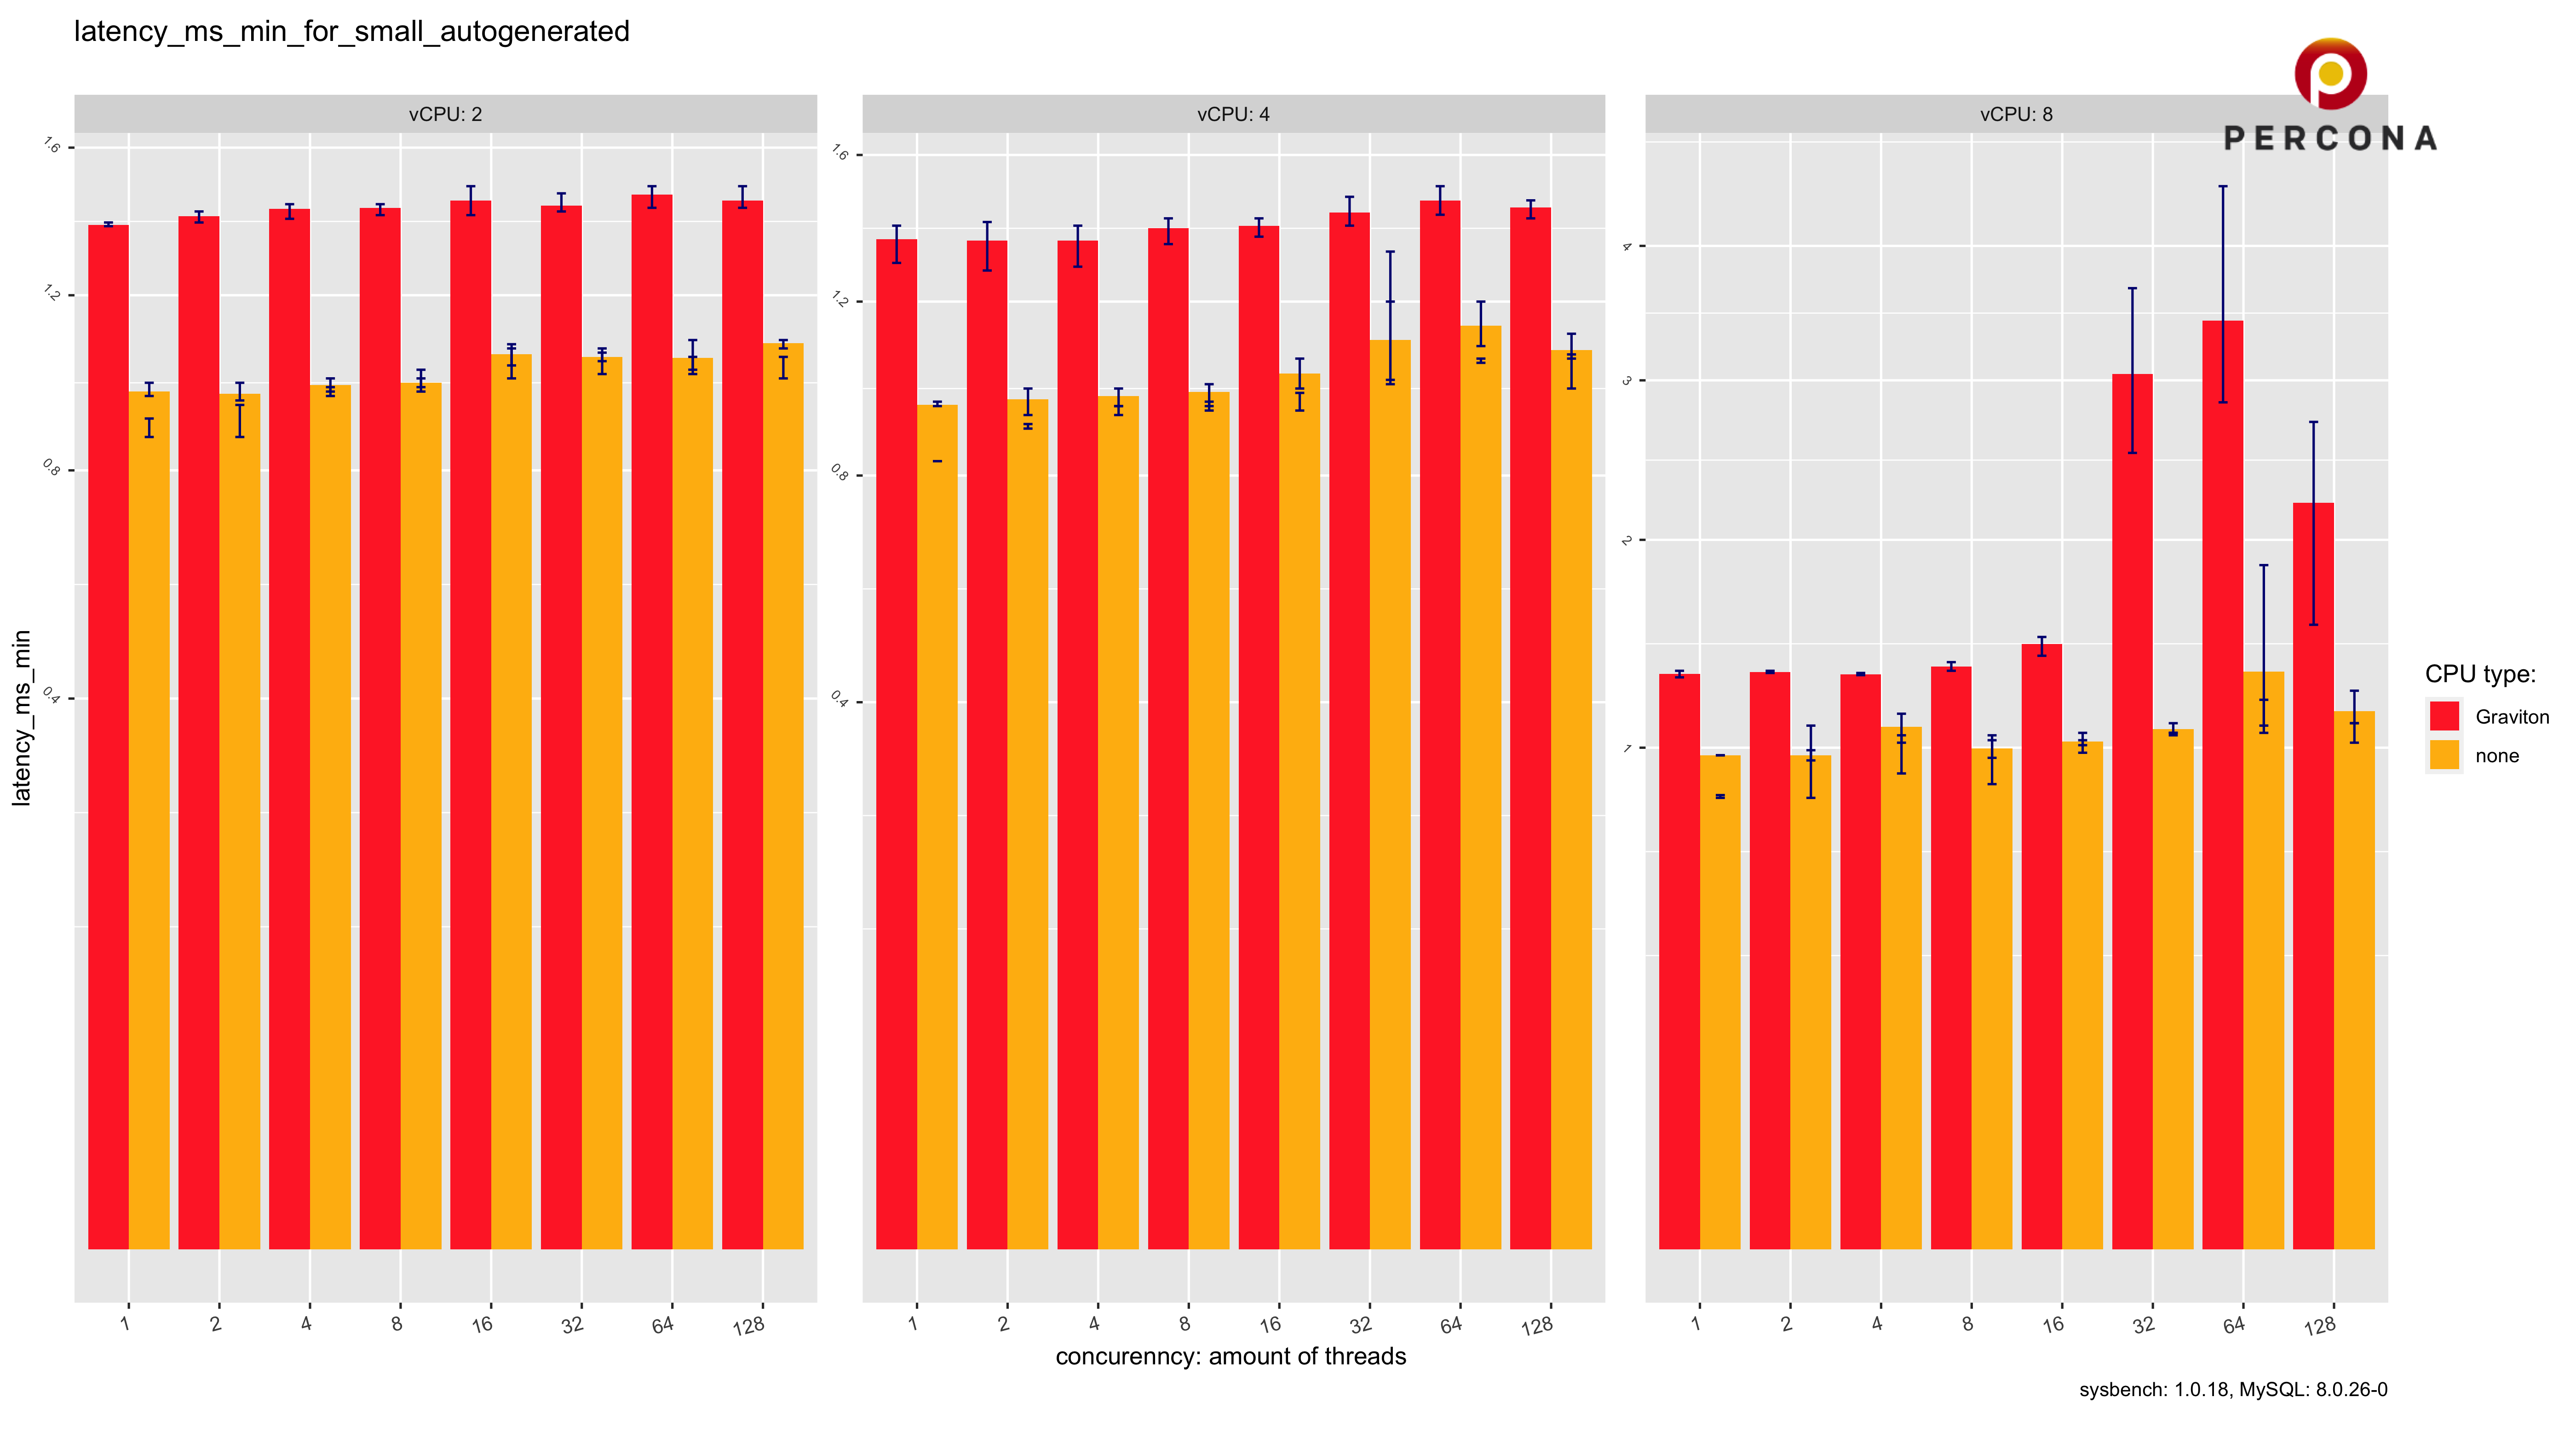 latency_ms_min_for_small_autogenerated
PERCONA
vCPU: 2
vCPU: 4
vCPU: 8
1.6
1.2
0.8
0.4
1.6
1.2
0.8
0.4
4
3
2
1
latency_ms_min
1 2 4 8 16 32 64 128
1 2 4 8 16 32 64 128
1 2 4 8 16 32 64 128
concurenncy: amount of threads
CPU type:
Graviton
none
sysbench: 1.0.18, MySQL: 8.0.26-0